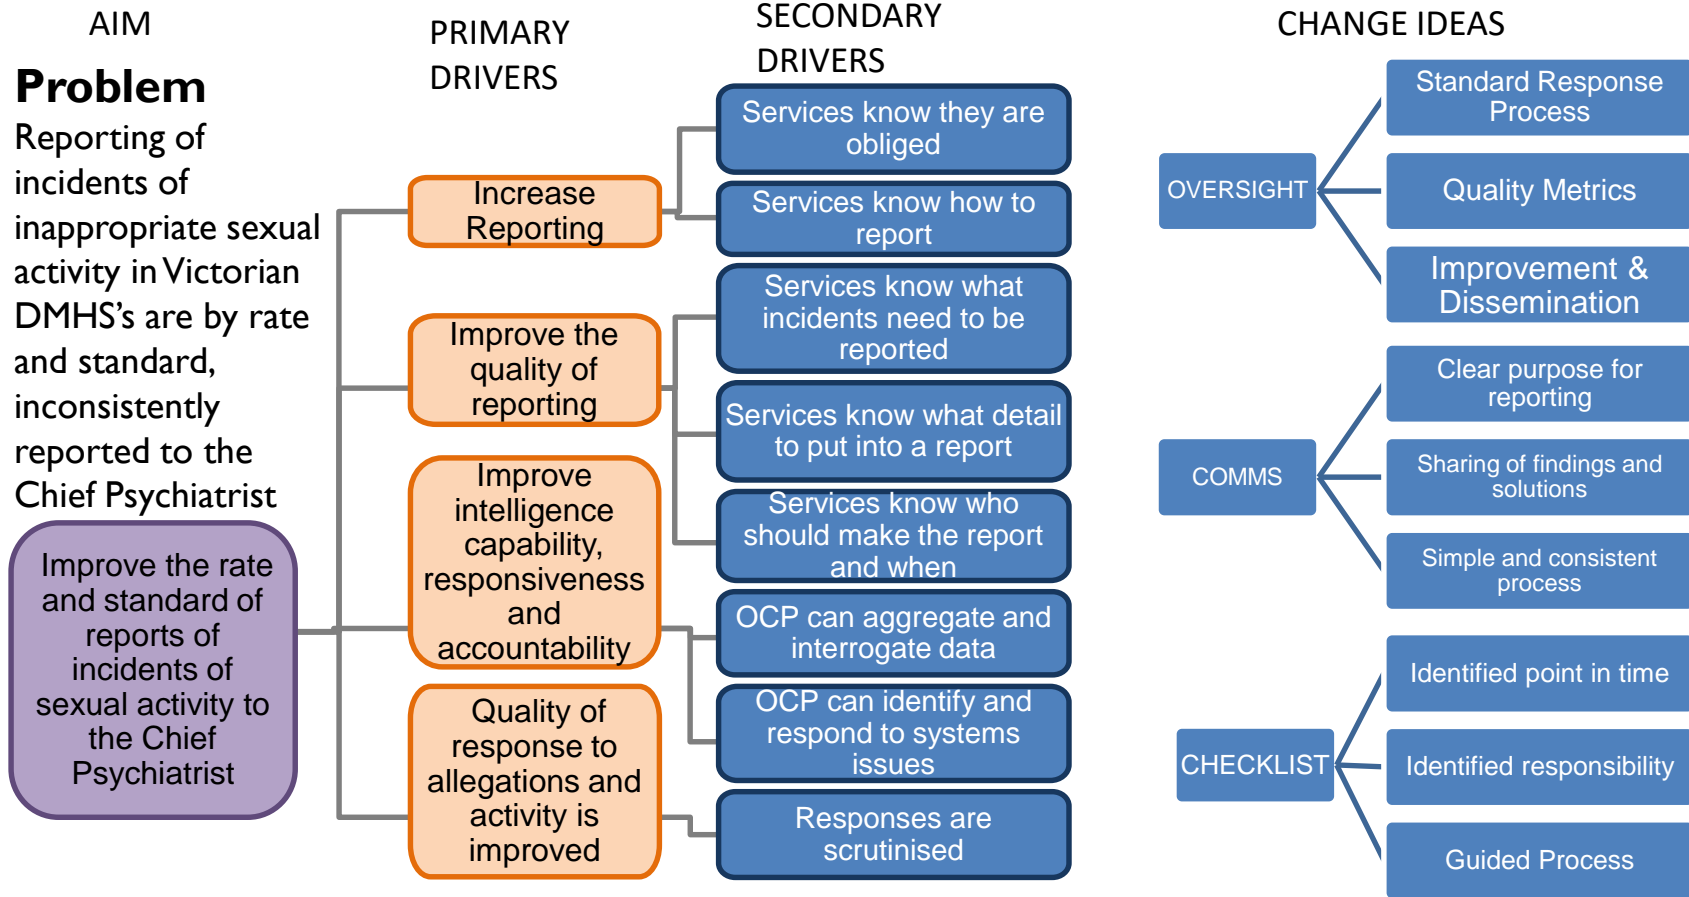 AIM
Problem
Reporting of
incidents of
inappropriate sexual
activity in Victorian
DMHS's are by rate
and standard,
inconsistently
reported to the
Chief Psychiatrist
Improve the rate
and standard of
reports of
incidents of
sexual activity to
the Chief
Psychiatrist
PRIMARY
DRIVERS
Increase
Reporting
Improve the
quality of
reporting
Improve
intelligence
capability,
responsiveness
and
accountability
Quality of
response to
allegations and
activity is
improved
SECONDARY
DRIVERS
Services know they are
obliged
Services know how to
report
Services know what
incidents need to be
reported
Services know what detail
to put into a report
Services know who
should make the report
and when
OCP can aggregate and
interrogate data
OCP can identify and
respond to systems
issues
Responses are
scrutinised
CHANGE IDEAS
OVERSIGHT
Standard Response
Process
Quality Metrics
Improvement &
Dissemination
COMMS
Clear purpose for
reporting
Sharing of findings and
solutions
Simple and consistent
process
CHECKLIST
Identified point in time
Identified responsibility
Guided Process